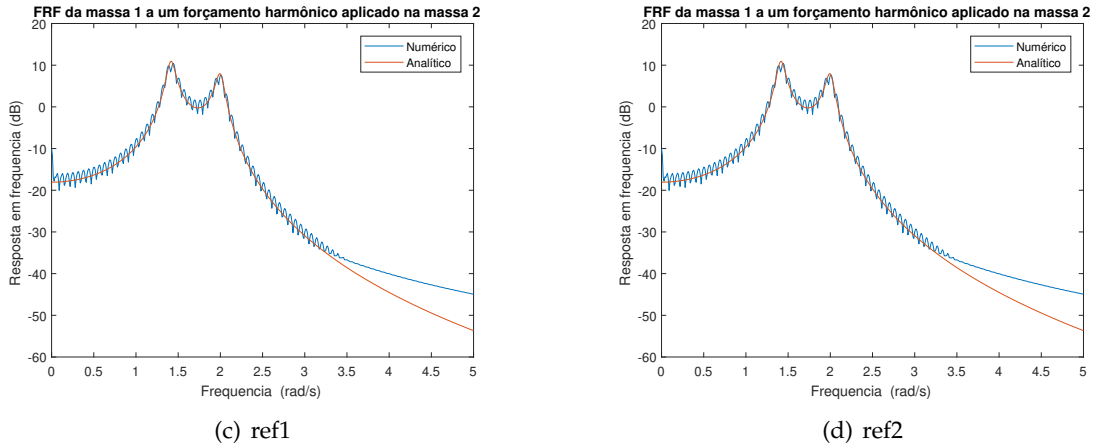 FRF da massa 1 a um forçamento harmônico aplicado na massa 2
20
10
0
-10
-20
-30
-40
-50
-60
Resposta em frequencia (dB)
Numérico
Analítico
0 0.5 1 1.5 2 2.5 3 3.5 4 4.5 5
Frequencia (rad/s)
(c) ref1
FRF da massa 1 a um forçamento harmônico aplicado na massa 2
20
10
0
-10
-20
-30
-40
-50
-60
Resposta em frequencia (dB)
Numérico
Analítico
0 0.5 1 1.5 2 2.5 3 3.5 4 4.5 5
Frequencia (rad/s)
(d) ref2